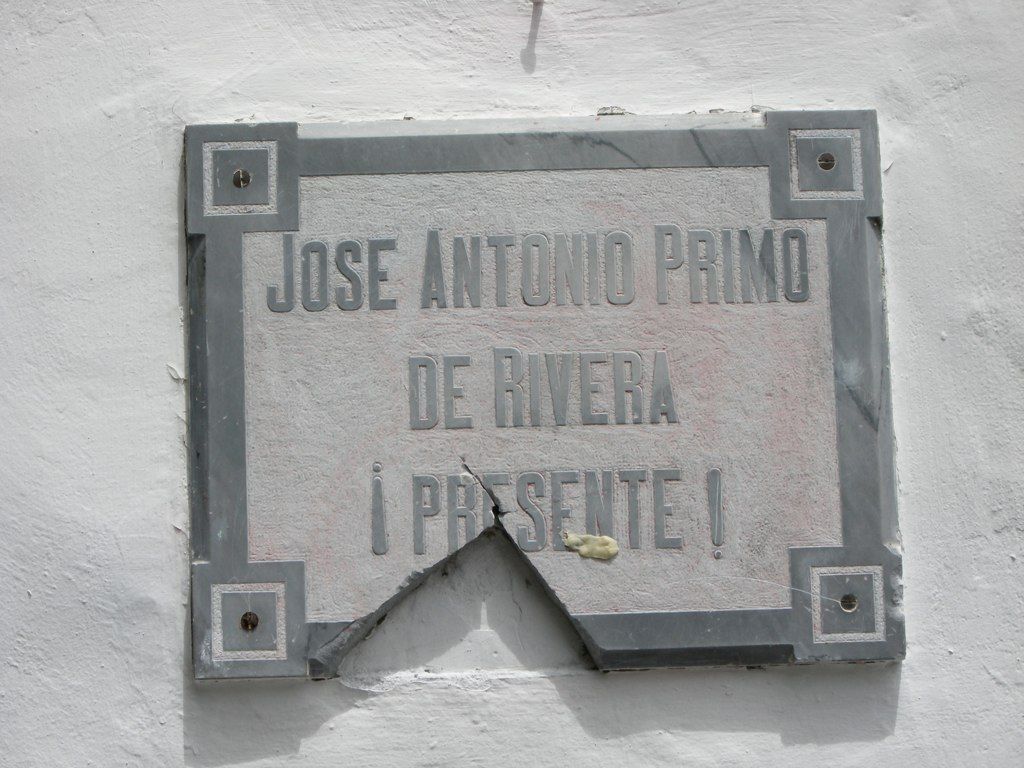 JOSE ANTONIO PRIMO
DE RIVERA
¡PRESENTE!